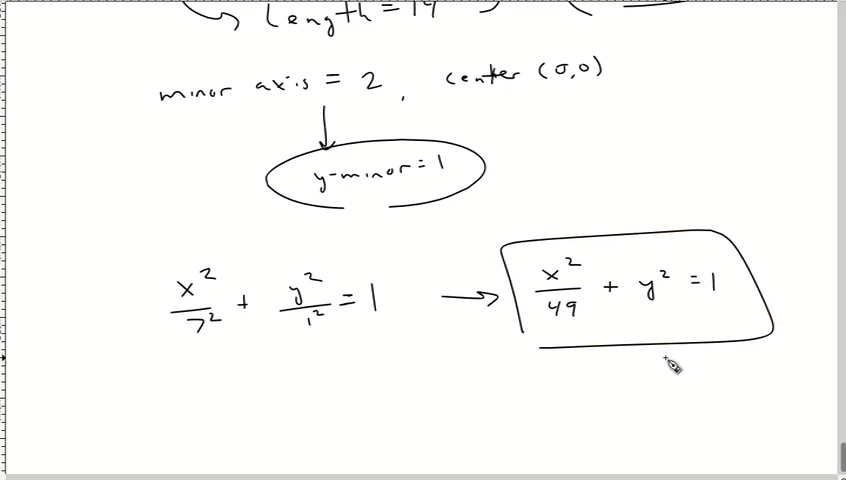 length = 14
minor axis = 2, center (0,0)
y-minor = 1
x²/7² + y²/1² = 1 → x²/49 + y² = 1